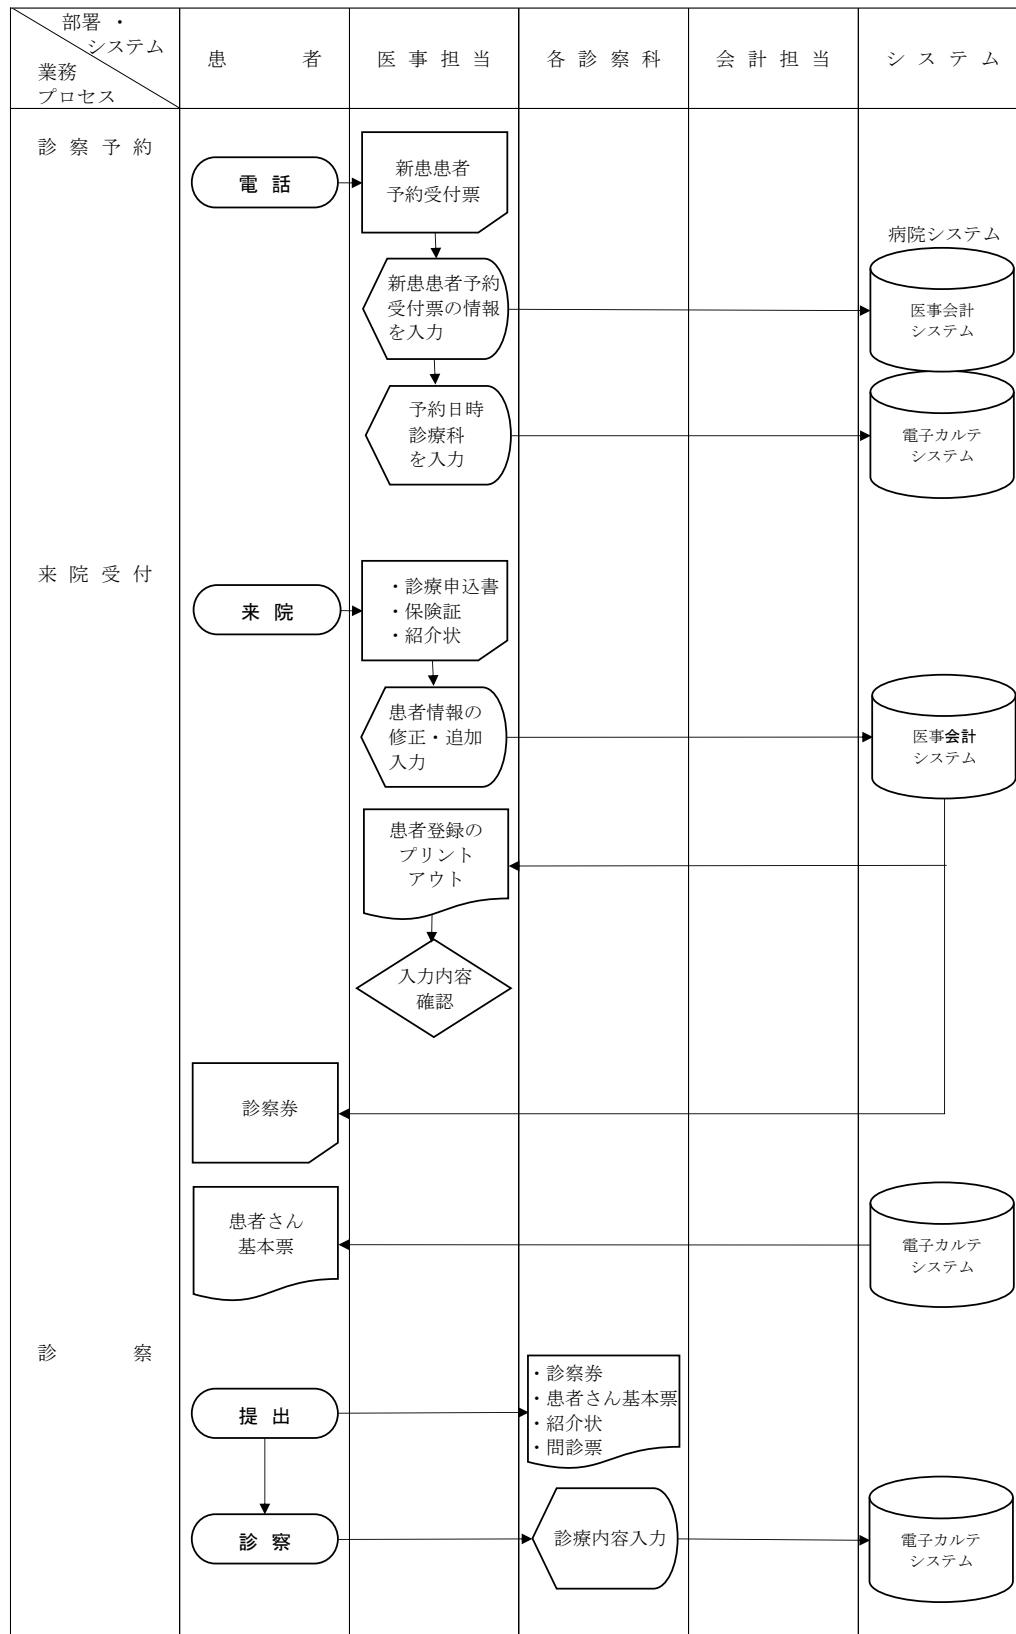 部署・
システム
業務
プロセス
患者
医事担当
各診察科
会計担当
システム
診察予約
電話
新患患者
予約受付票
病院システム
新患患者予約
受付票の情報
を入力
医事会計
システム
予約日時
診療科
を入力
電子カルテ
システム
来院受付
来院
・診療申込書
・保険証
・紹介状
患者情報の
修正・追加
入力
医事会計
システム
患者登録の
プリント
アウト
入力内容
確認
診察券
患者さん
基本票
電子カルテ
システム
診察
提出
・診察券
・患者さん基本票
・紹介状
・問診票
診察
診療内容入力
電子カルテ
システム